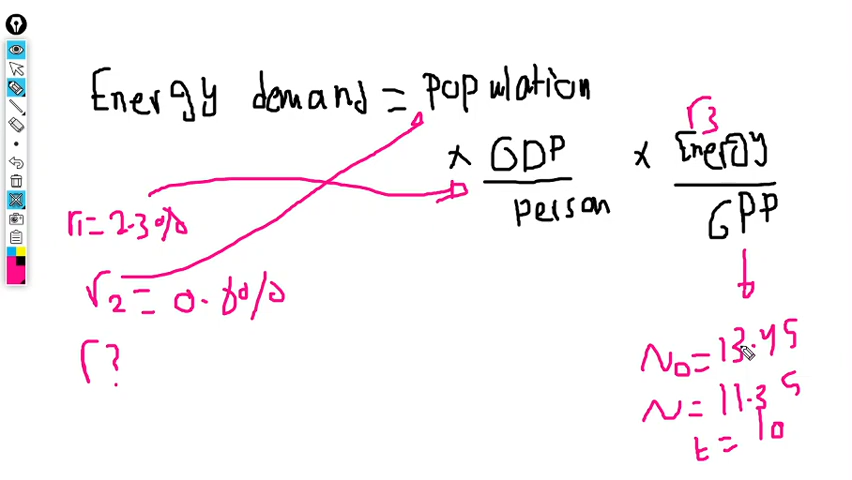 Energy demand = population
x GDP / person x Energy / GPP
r3
r1 = 2.3%
r2 = 0.8%
r?
N0 = 13.45
N = 11.35
t = 10